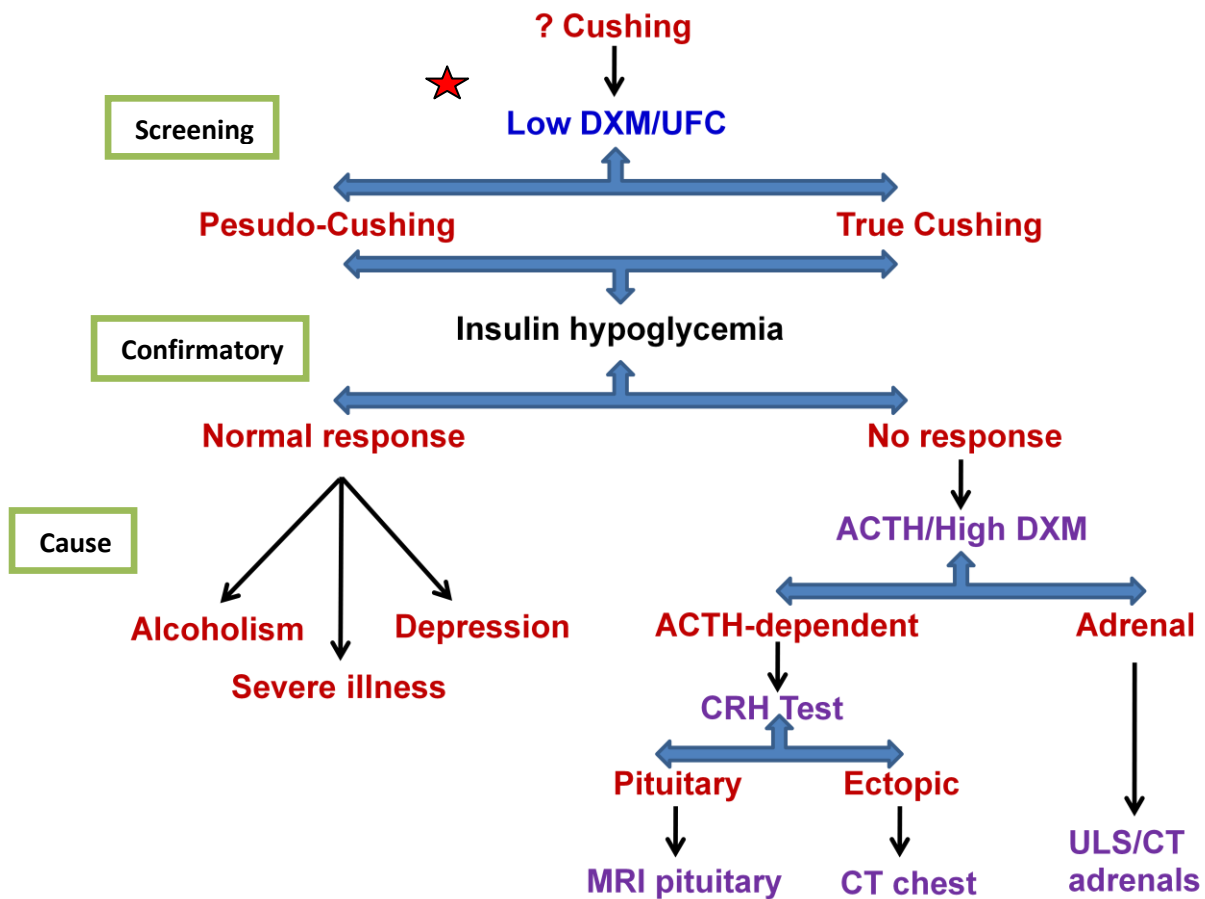 ? Cushing
Screening
Low DXM/UFC
Pesudo-Cushing
True Cushing
Insulin hypoglycemia
Confirmatory
Normal response
No response
Cause
ACTH/High DXM
Alcoholism
Depression
ACTH-dependent
Adrenal
Severe illness
CRH Test
Pituitary
Ectopic
MRI pituitary
CT chest
ULS/CT
adrenals